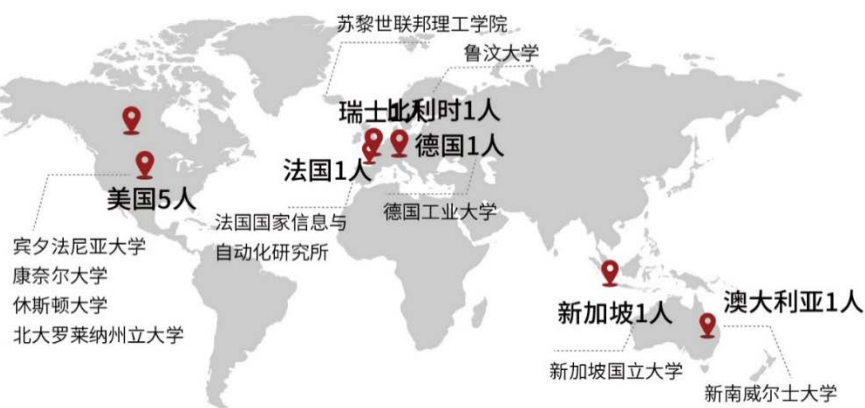 苏黎世联邦理工学院
鲁汶大学
瑞士1人
比利时1人
德国1人
法国1人
美国5人
德国工业大学
法国国家信息与
自动化研究所
宾夕法尼亚大学
康奈尔大学
休斯顿大学
北大罗莱纳州立大学
澳大利亚1人
新加坡1人
新加坡国立大学
新南威尔士大学